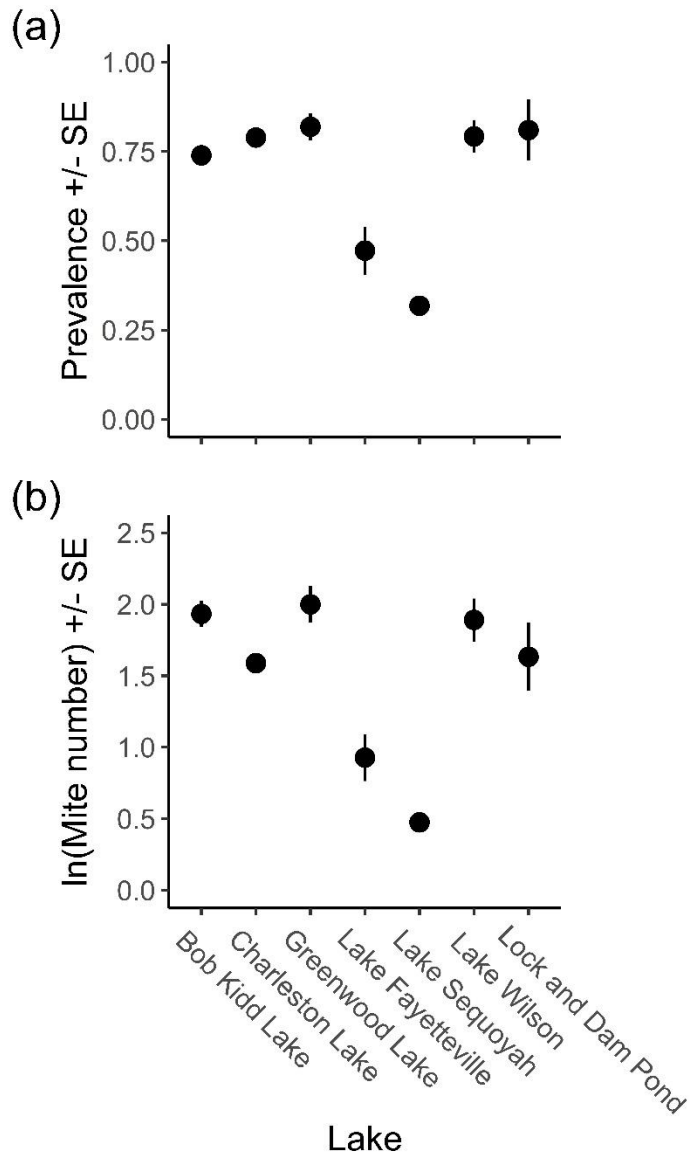 (a)
Prevalence +/- SE
1.00
0.75
0.50
0.25
0.00
(b)
ln(Mite number) +/- SE
2.5
2.0
1.5
1.0
0.5
0.0
Bob Kidd Lake
Charleston Lake
Greenwood Lake
Lake Fayetteville
Lake Sequoyah
Lake Wilson
Lock and Dam Pond
Lake